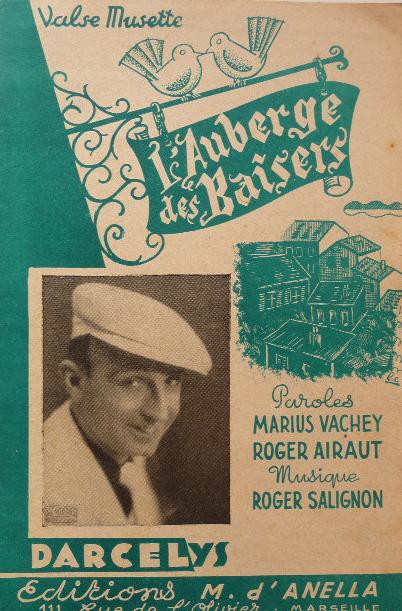 Valse Musette
L'Auberge
des Baisers
Paroles
MARIUS VACHEY
ROGER AIRAUT
Musique
ROGER SALIGNON
DARCELYS
Editions M. d'ANELLA
111 Rue de l'Olivier . MARSEILLE